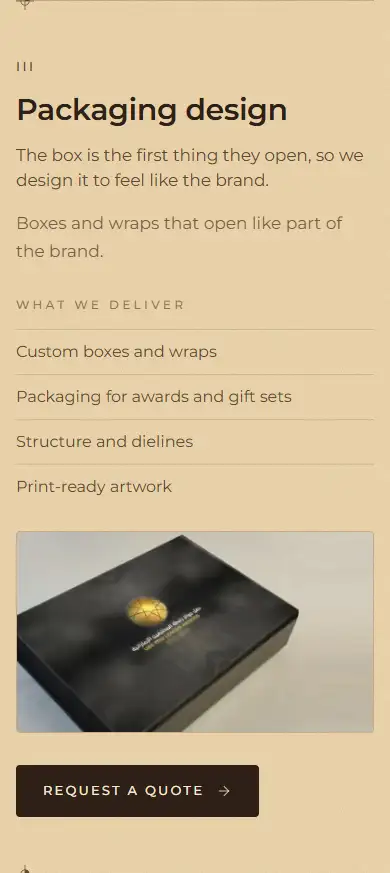 III
Packaging design
The box is the first thing they open, so we
design it to feel like the brand.
Boxes and wraps that open like part of
the brand.
WHAT WE DELIVER
Custom boxes and wraps
Packaging for awards and gift sets
Structure and dielines
Print-ready artwork
REQUEST A QUOTE →